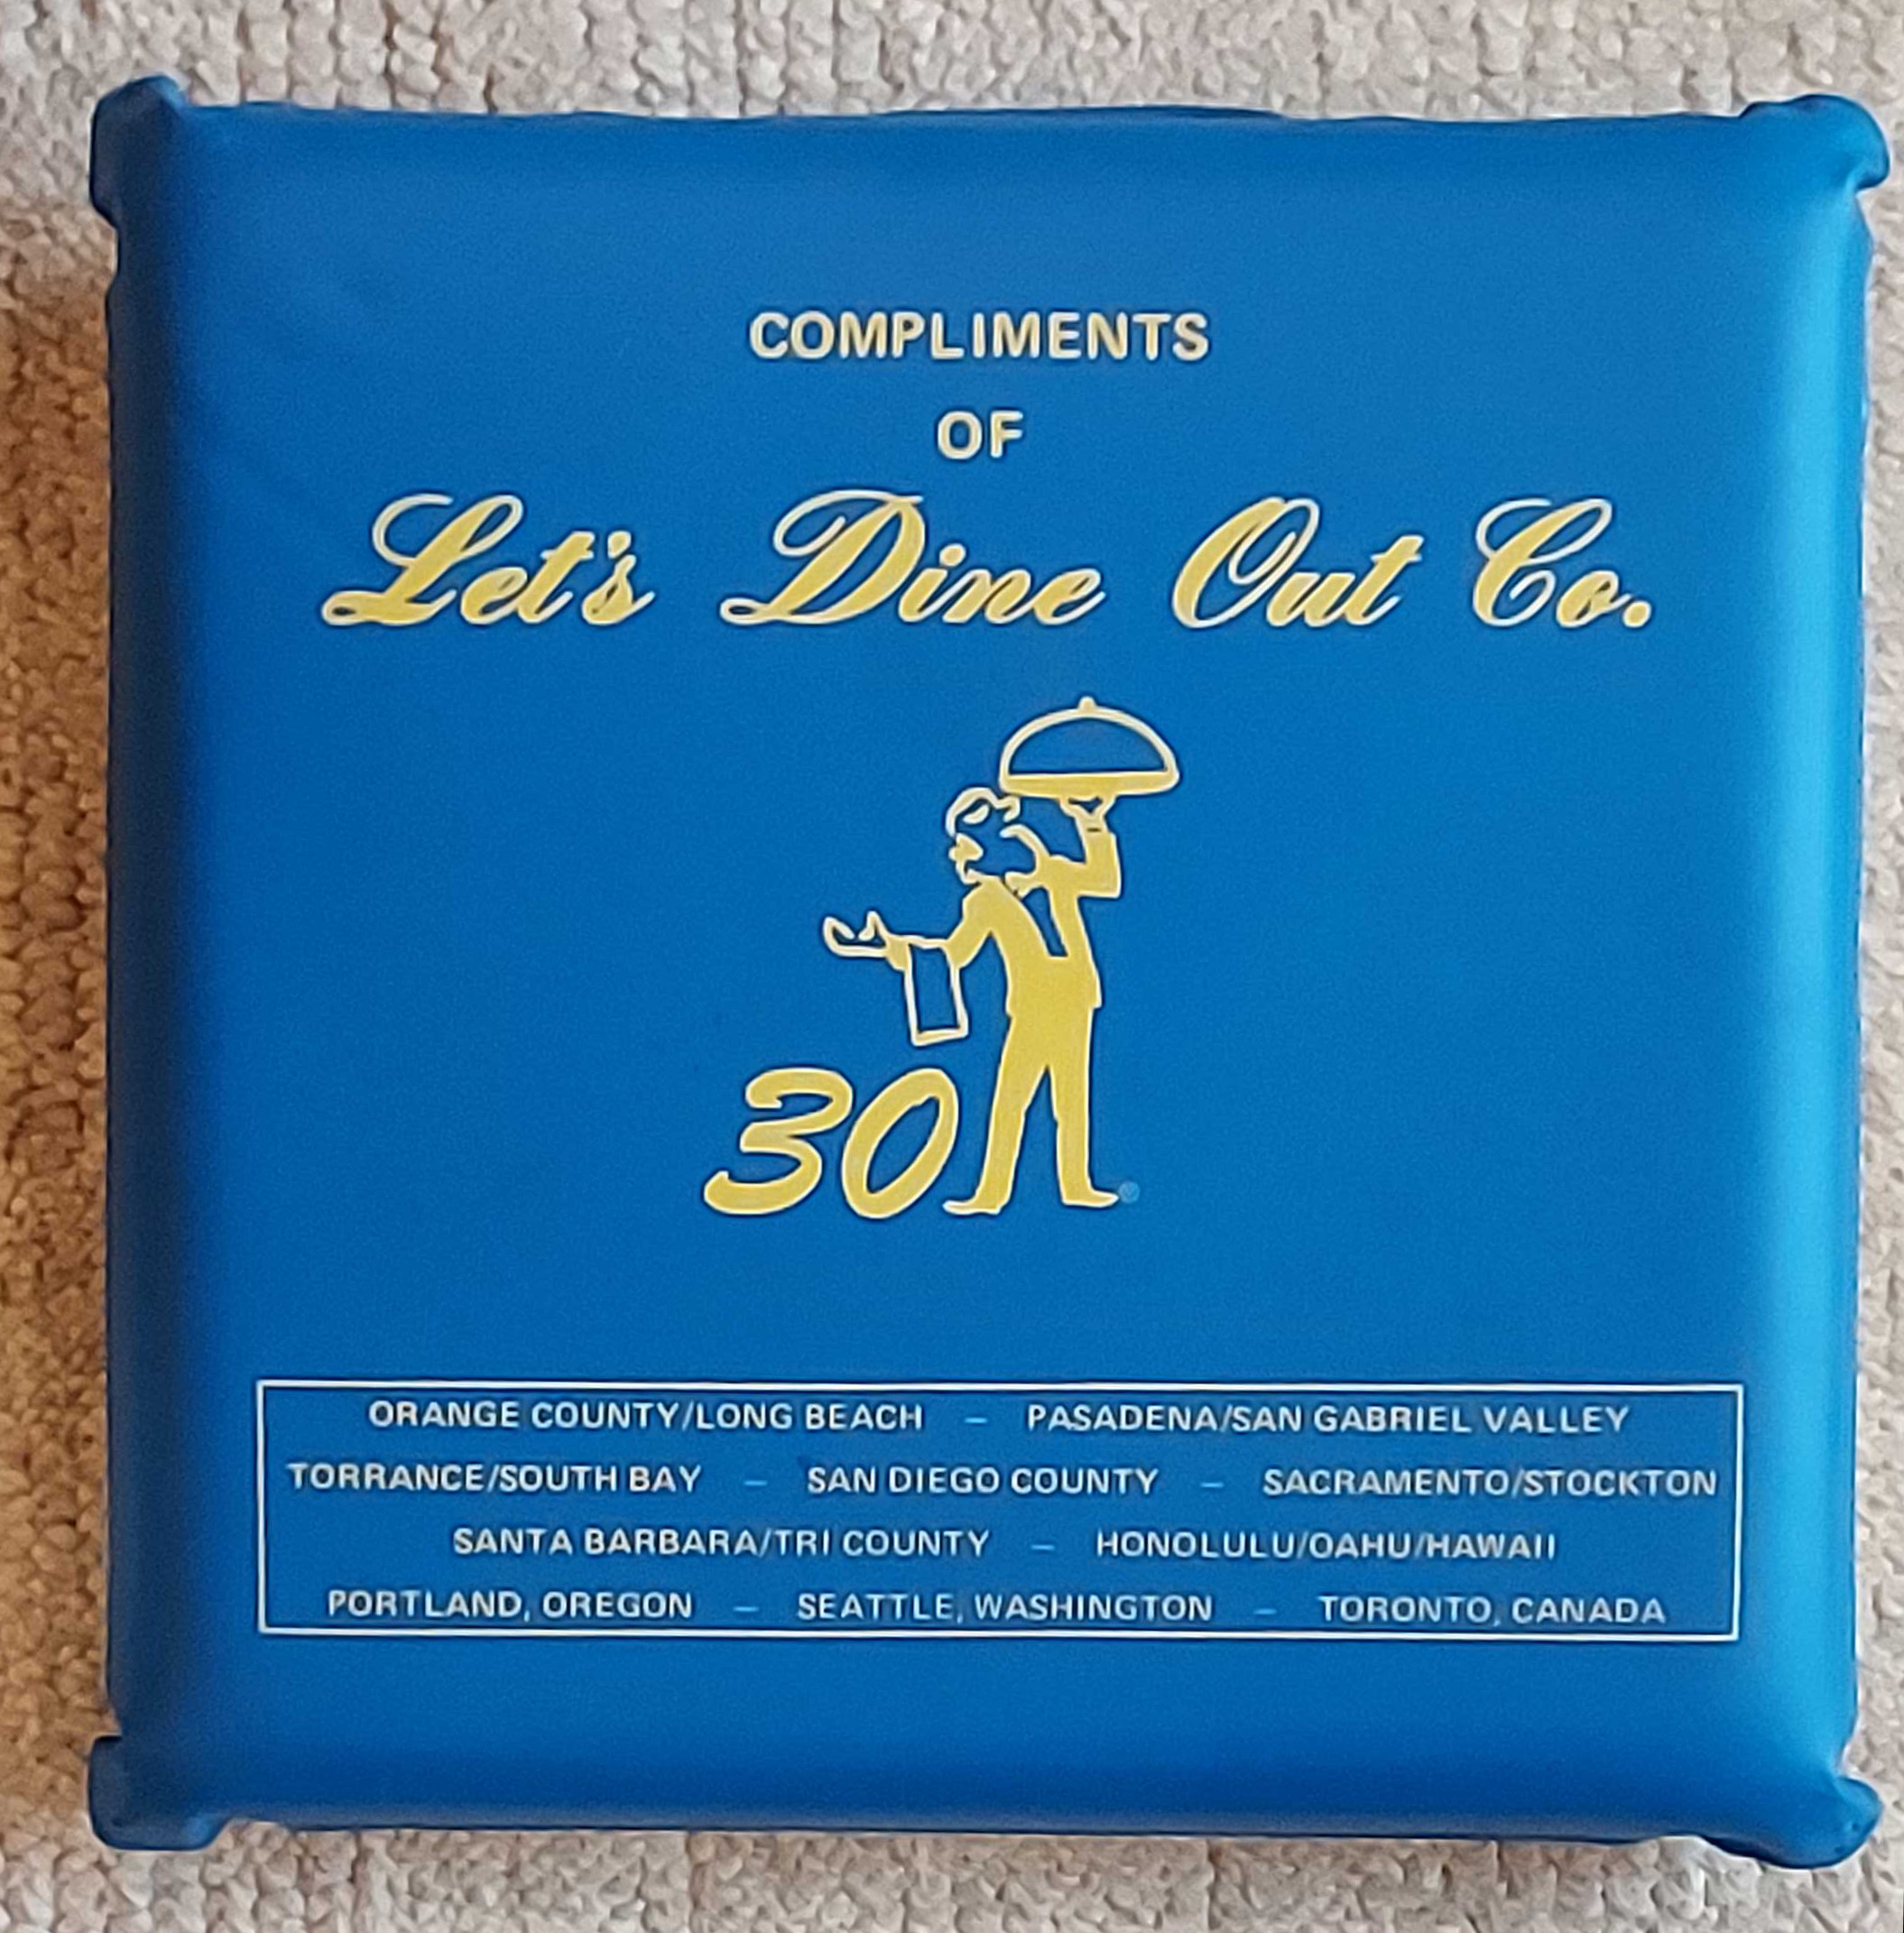 COMPLIMENTS
OF
Let's Dine Out Co.
30
®
ORANGE COUNTY/LONG BEACH – PASADENA/SAN GABRIEL VALLEY
TORRANCE/SOUTH BAY – SAN DIEGO COUNTY – SACRAMENTO/STOCKTON
SANTA BARBARA/TRI COUNTY – HONOLULU/OAHU/HAWAII
PORTLAND, OREGON – SEATTLE, WASHINGTON – TORONTO, CANADA